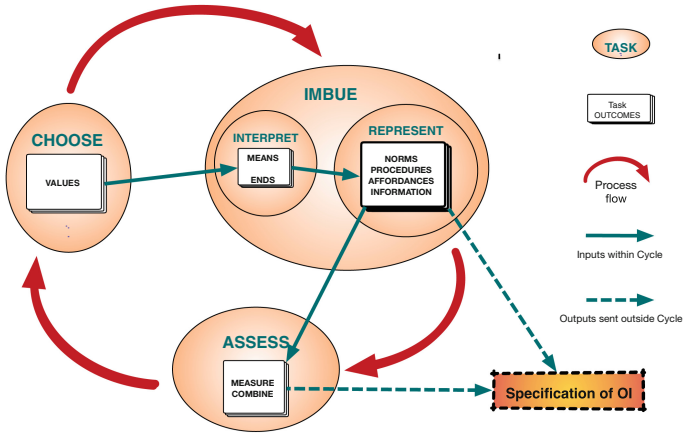 IMBUE
CHOOSE
VALUES
INTERPRET
MEANS
ENDS
REPRESENT
NORMS
PROCEDURES
AFFORDANCES
INFORMATION
ASSESS
MEASURE
COMBINE
Specification of OI
TASK
Task
OUTCOMES
Process
flow
Inputs within Cycle
Outputs sent outside Cycle